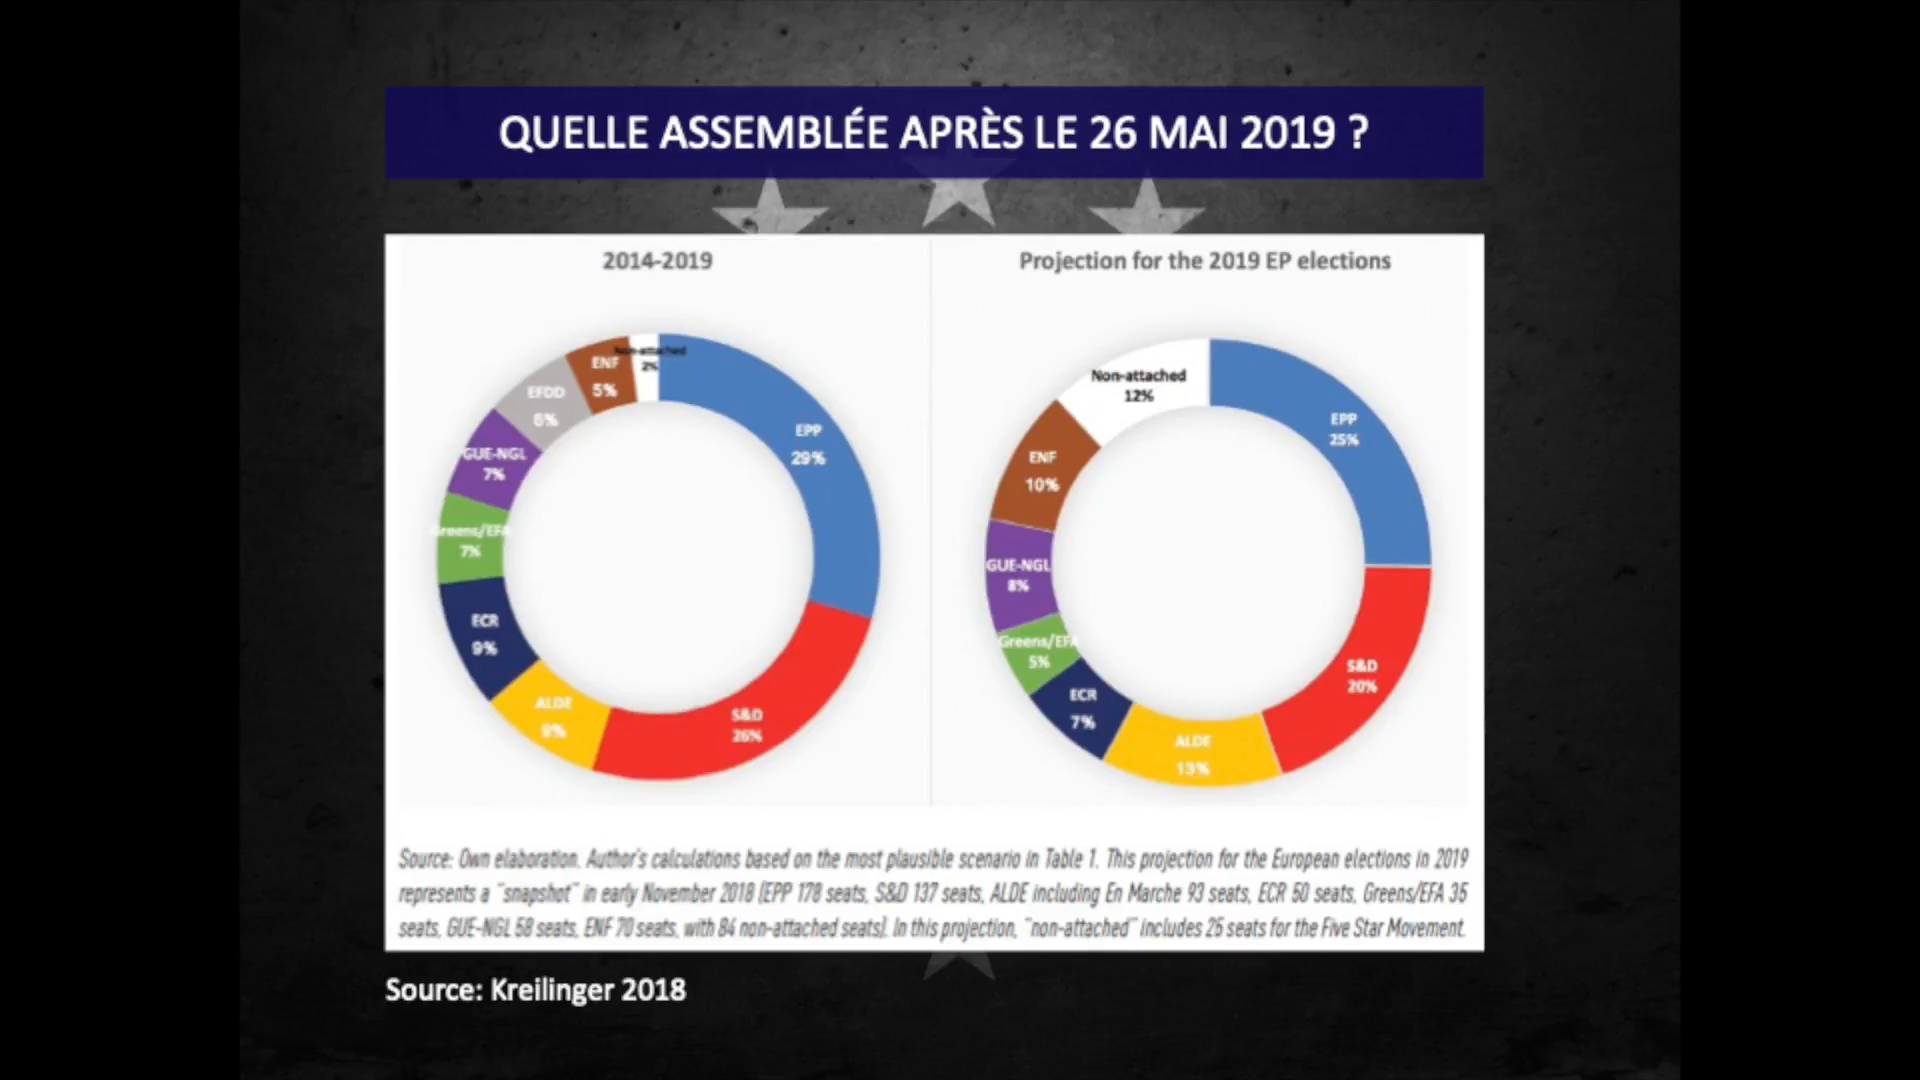 QUELLE ASSEMBLÉE APRÈS LE 26 MAI 2019 ?
2014-2019
Non-attached
2%
ENF
5%
EFDD
6%
GUE-NGL
7%
Greens/EFA
7%
ECR
9%
ALDE
9%
S&D
26%
EPP
29%
Projection for the 2019 EP elections
Non-attached
12%
EPP
25%
ENF
10%
GUE-NGL
8%
Greens/EFA
5%
ECR
7%
ALDE
13%
S&D
20%
Source: Own elaboration. Author's calculations based on the most plausible scenario in Table 1. This projection for the European elections in 2019
represents a "snapshot" in early November 2018 (EPP 178 seats, S&D 137 seats, ALDE including En Marche 93 seats, ECR 50 seats, Greens/EFA 35
seats, GUE-NGL 58 seats, ENF 70 seats, with 84 non-attached seats). In this projection, "non-attached" includes 25 seats for the Five Star Movement.
Source: Kreilinger 2018